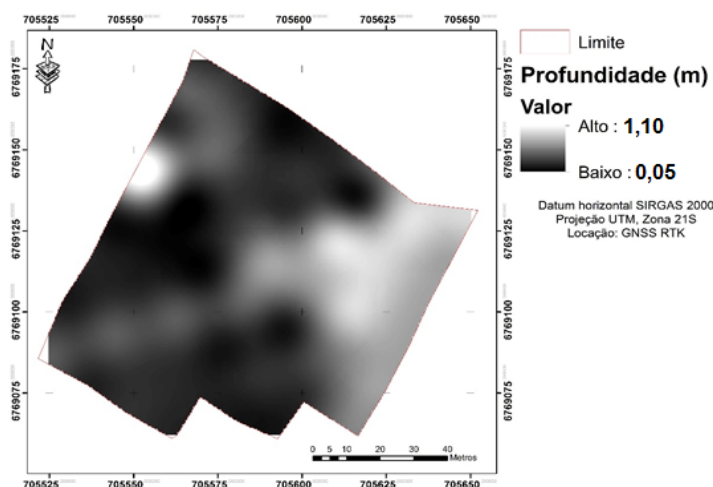 705525 705550 705575 705600 705625 705650
N
6769175
6769150
6769125
6769100
6769075
6769175
6769150
6769125
6769100
6769075
0 5 10 20 30 40
Metros
705525 705550 705575 705600 705625 705650
Limite
Profundidade (m)
Valor
Alto : 1,10
Baixo : 0,05
Datum horizontal SIRGAS 2000
Projeção UTM, Zona 21S
Locação: GNSS RTK